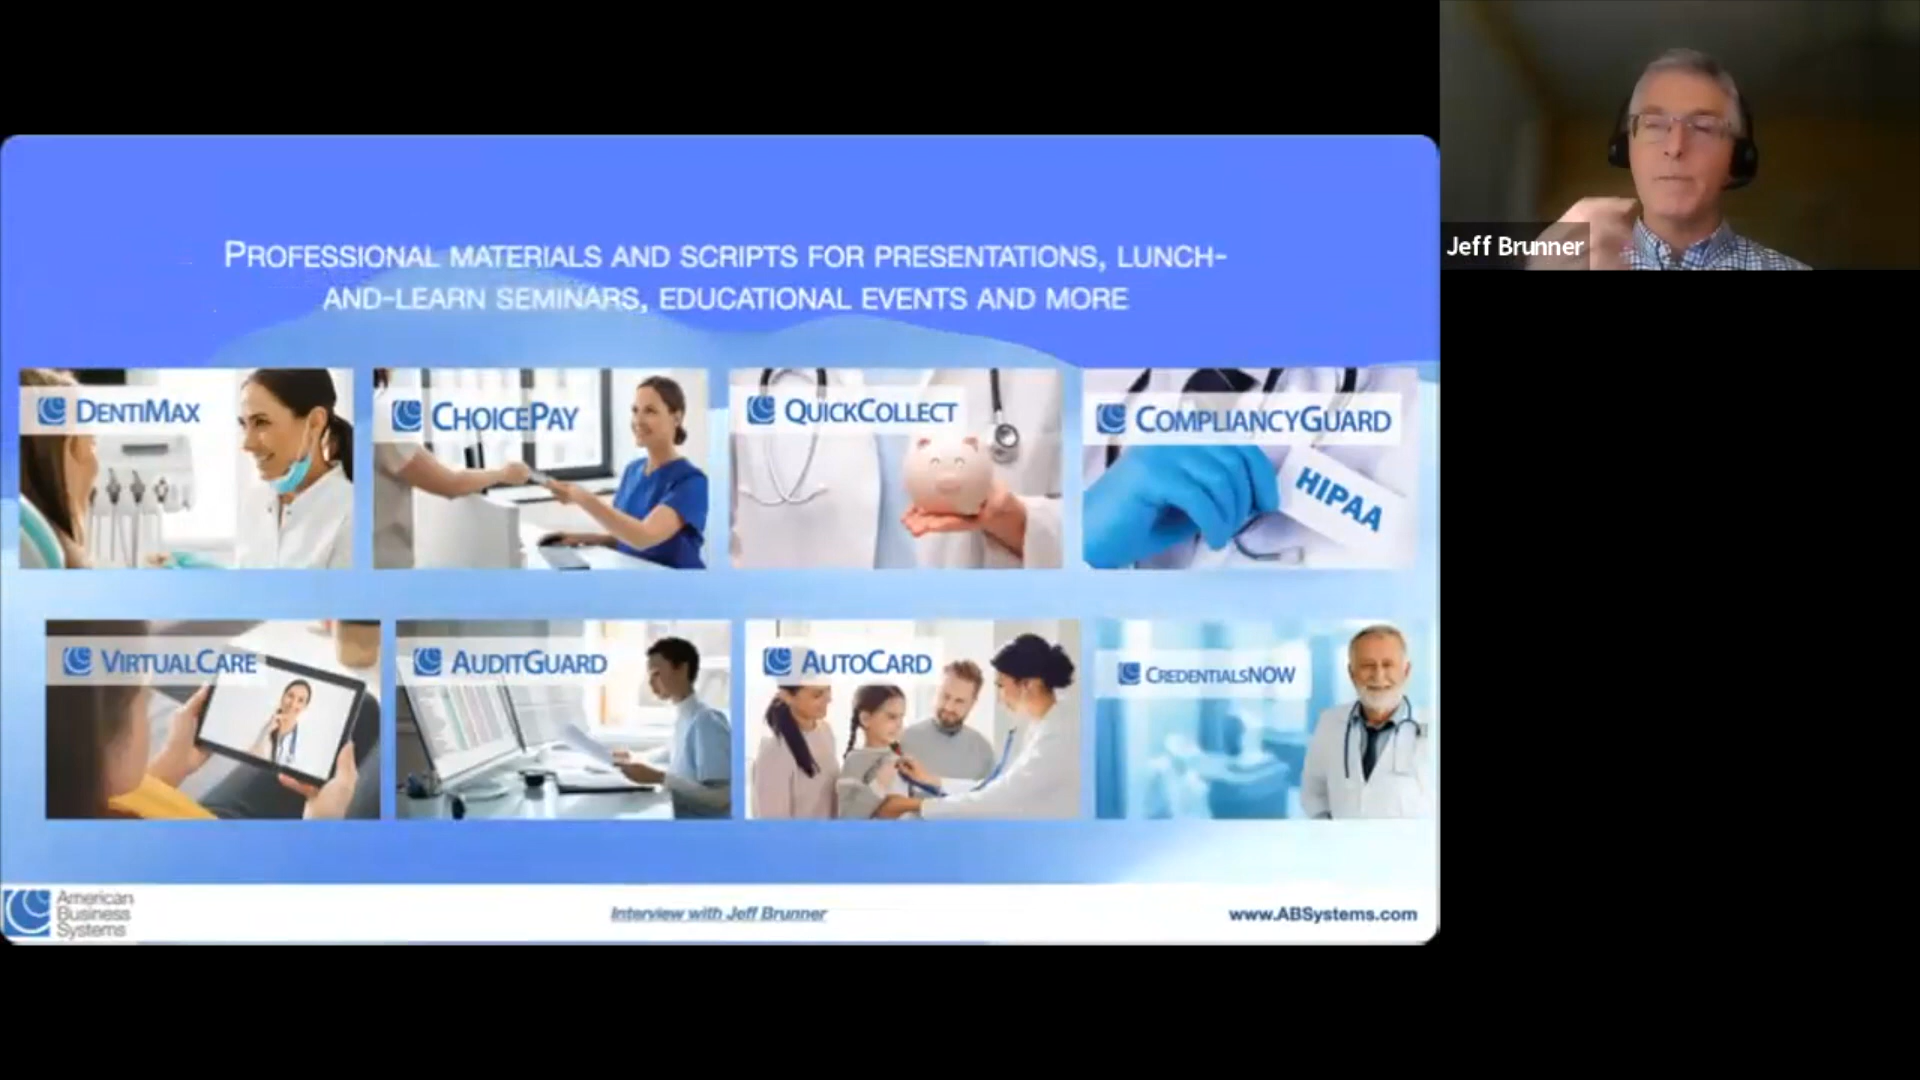 Jeff Brunner
PROFESSIONAL MATERIALS AND SCRIPTS FOR PRESENTATIONS, LUNCH-
AND-LEARN SEMINARS, EDUCATIONAL EVENTS AND MORE
DENTIMAX
CHOICEPAY
QUICKCOLLECT
COMPLIANCYGUARD
HIPAA
VIRTUALCARE
AUDITGUARD
AUTOCARD
CREDENTIALSNOW
American
Business
Systems
Interview with Jeff Brunner
www.ABSystems.com